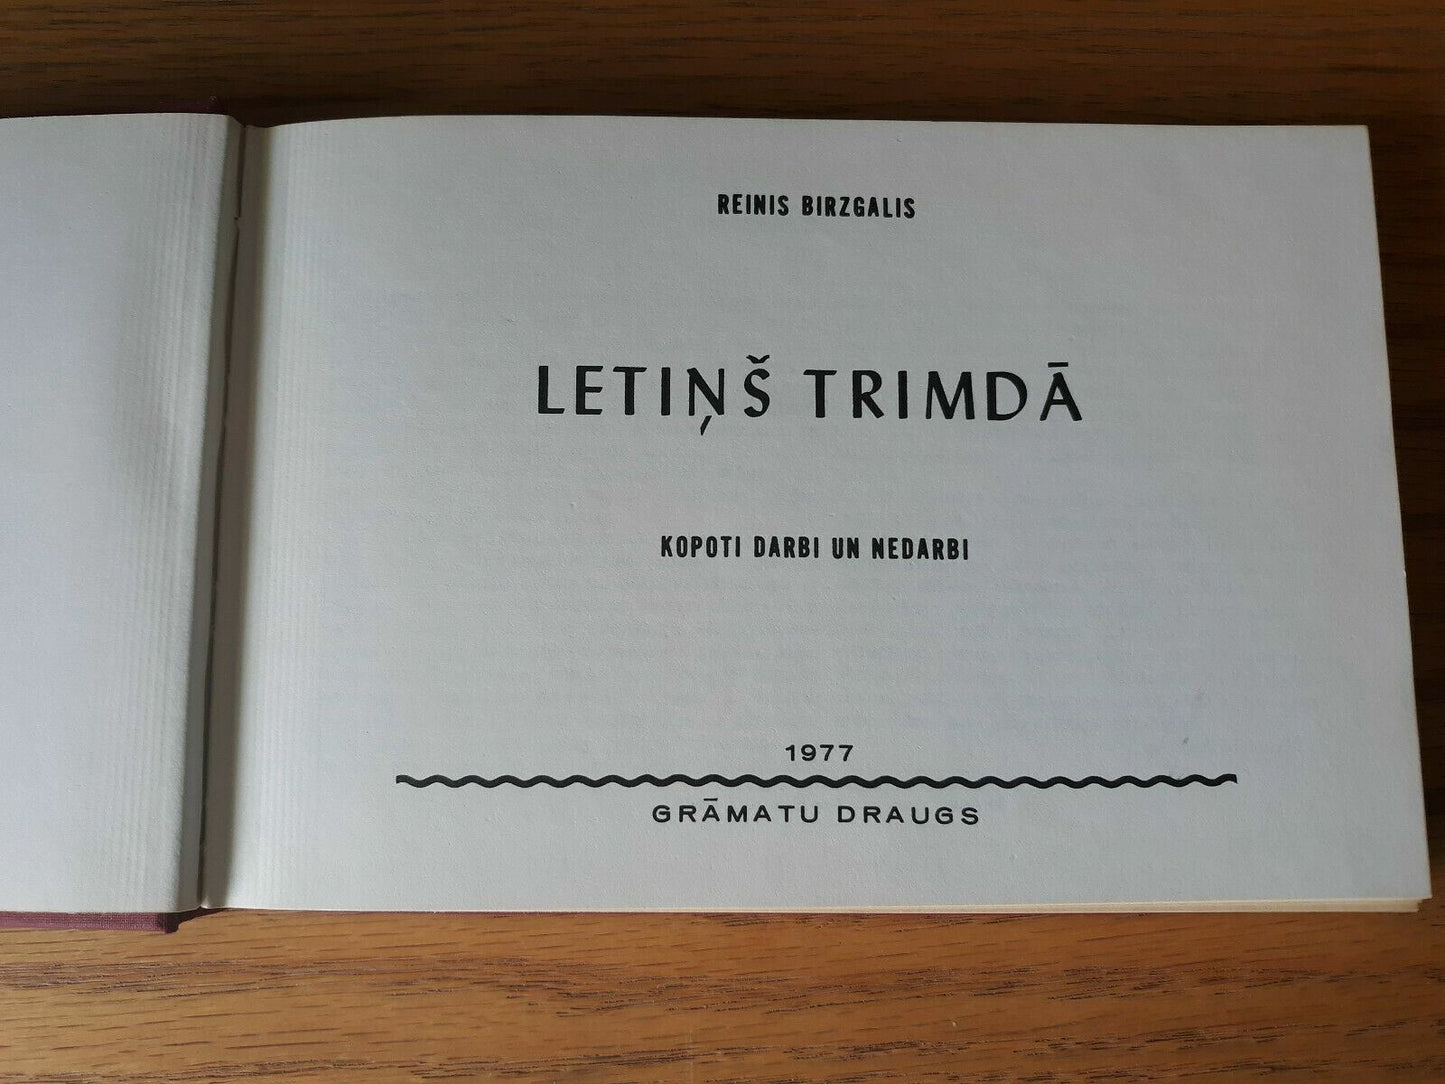 REINIS BIRZGALIS
LETIŅŠ TRIMDĀ
KOPOTI DARBI UN NEDARBI
1977
GRĀMATU DRAUGS